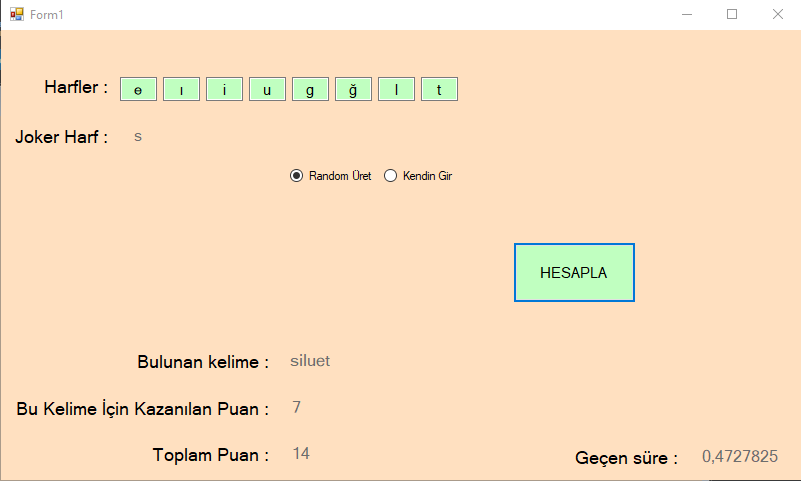 Form1
Harfler : e ı i u g ğ l t
Joker Harf : s
Random Üret Kendin Gir
HESAPLA
Bulunan kelime : siluet
Bu Kelime İçin Kazanılan Puan : 7
Toplam Puan : 14
Geçen süre : 0,4727825